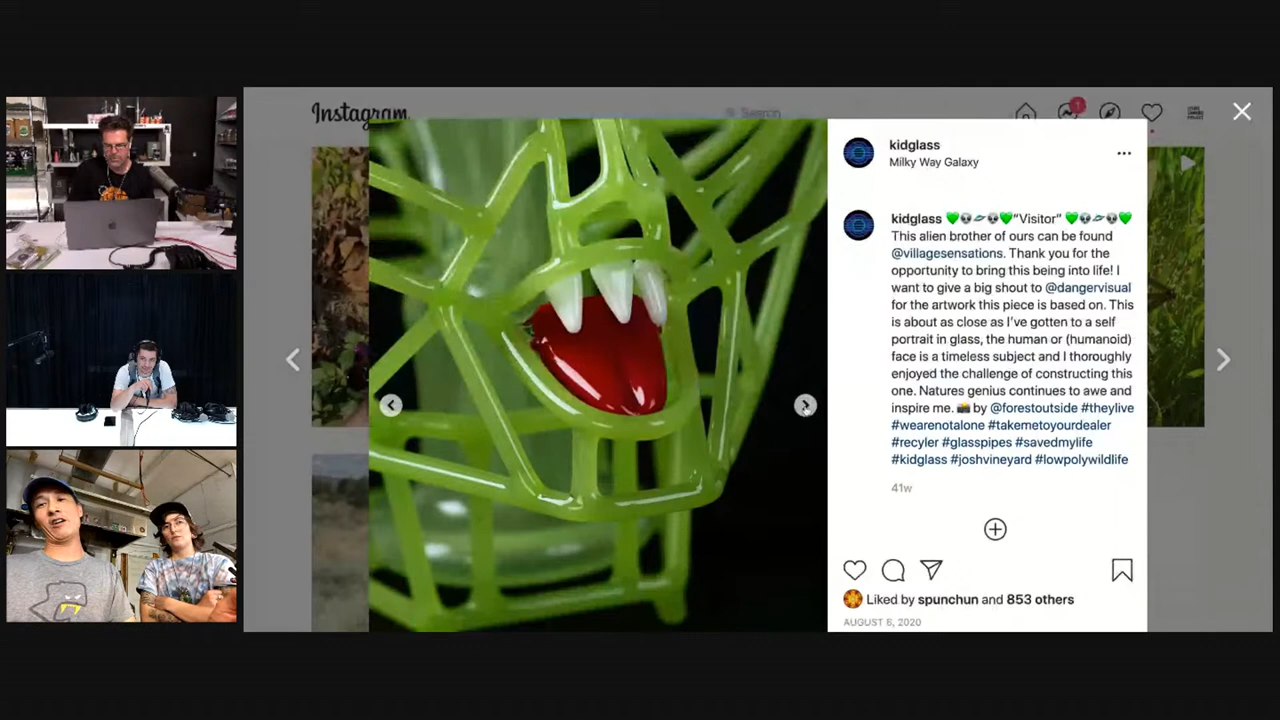 Instagram
Search
1
kidglass
Milky Way Galaxy
kidglass 💚👽🛸👽💚"Visitor" 💚👽🛸👽💚
This alien brother of ours can be found
@villagesensations. Thank you for the
opportunity to bring this being into life! I
want to give a big shout to @dangervisual
for the artwork this piece is based on. This
is about as close as I've gotten to a self
portrait in glass, the human or (humanoid)
face is a timeless subject and I thoroughly
enjoyed the challenge of constructing this
one. Natures genius continues to awe and
inspire me. 📸 by @forestoutside #theylive
#wearenotalone #takemetoyourdealer
#recyler #glasspipes #savedmylife
#kidglass #joshvineyard #lowpolywildlife
41w
Liked by spunchun and 853 others
AUGUST 5, 2020